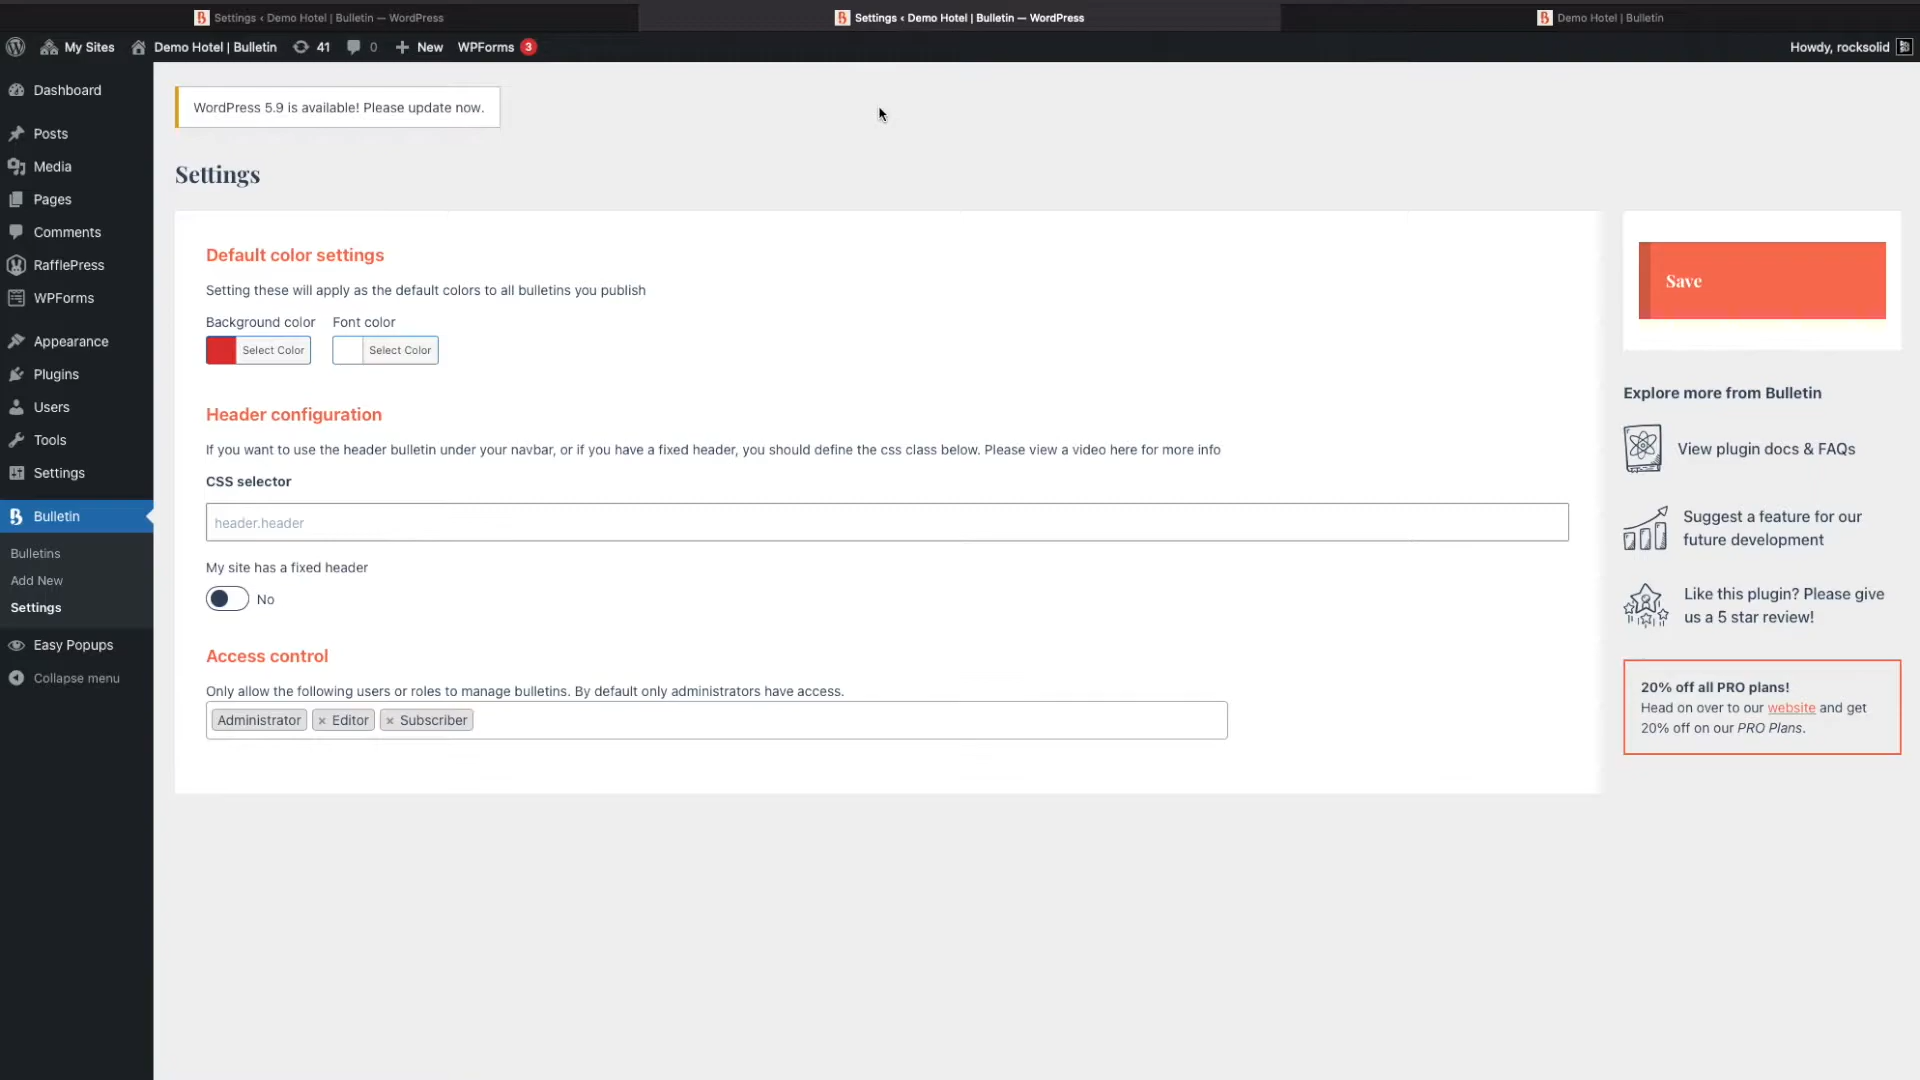 Settings ‹ Demo Hotel | Bulletin — WordPress
Settings ‹ Demo Hotel | Bulletin — WordPress
Demo Hotel | Bulletin
My Sites
Demo Hotel | Bulletin
41
0
New
WPForms 3
Howdy, rocksolid
Dashboard
Posts
Media
Pages
Comments
RafflePress
WPForms
Appearance
Plugins
Users
Tools
Settings
Bulletin
Bulletins
Add New
Settings
Easy Popups
Collapse menu
WordPress 5.9 is available! Please update now.
Settings
Default color settings
Setting these will apply as the default colors to all bulletins you publish
Background color Font color
Select Color Select Color
Header configuration
If you want to use the header bulletin under your navbar, or if you have a fixed header, you should define the css class below. Please view a video here for more info
CSS selector
header.header
My site has a fixed header
No
Access control
Only allow the following users or roles to manage bulletins. By default only administrators have access.
Administrator × Editor × Subscriber
Save
Explore more from Bulletin
View plugin docs & FAQs
Suggest a feature for our
future development
Like this plugin? Please give
us a 5 star review!
20% off all PRO plans!
Head on over to our website and get
20% off on our PRO Plans.